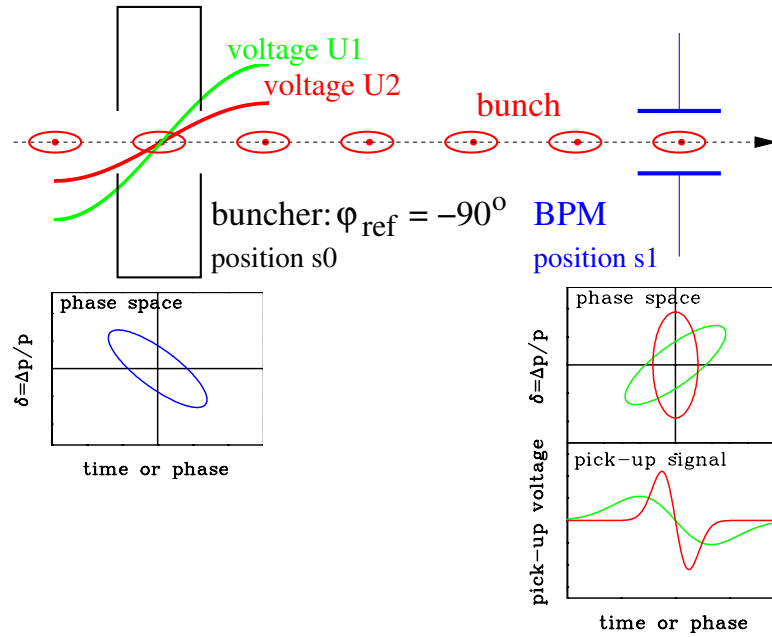 voltage U1
voltage U2
bunch
buncher: φref = −90° BPM
position s0
position s1
phase space
δ=Δp/p
time or phase
phase space
δ=Δp/p
pick−up signal
pick−up voltage
time or phase